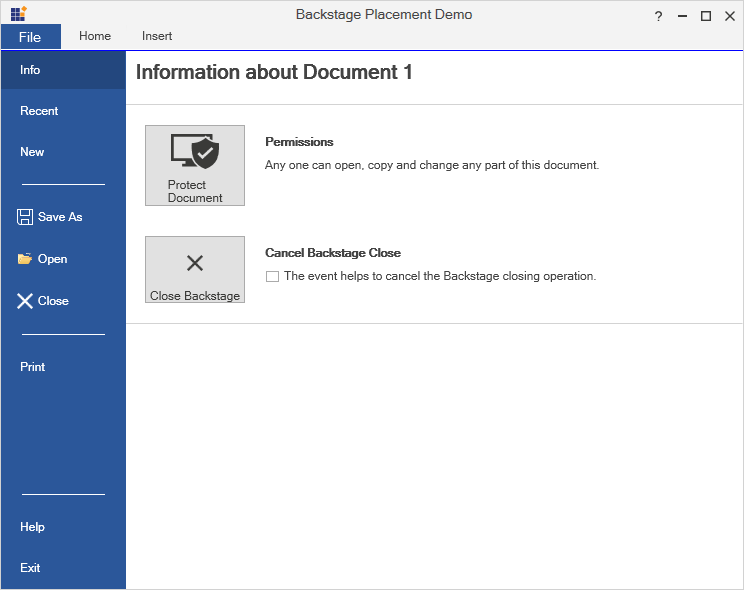 Backstage Placement Demo
?
File
Home
Insert
Info
Recent
New
Save As
Open
Close
Print
Help
Exit
Information about Document 1
Protect
Document
Permissions
Any one can open, copy and change any part of this document.
Close Backstage
Cancel Backstage Close
The event helps to cancel the Backstage closing operation.